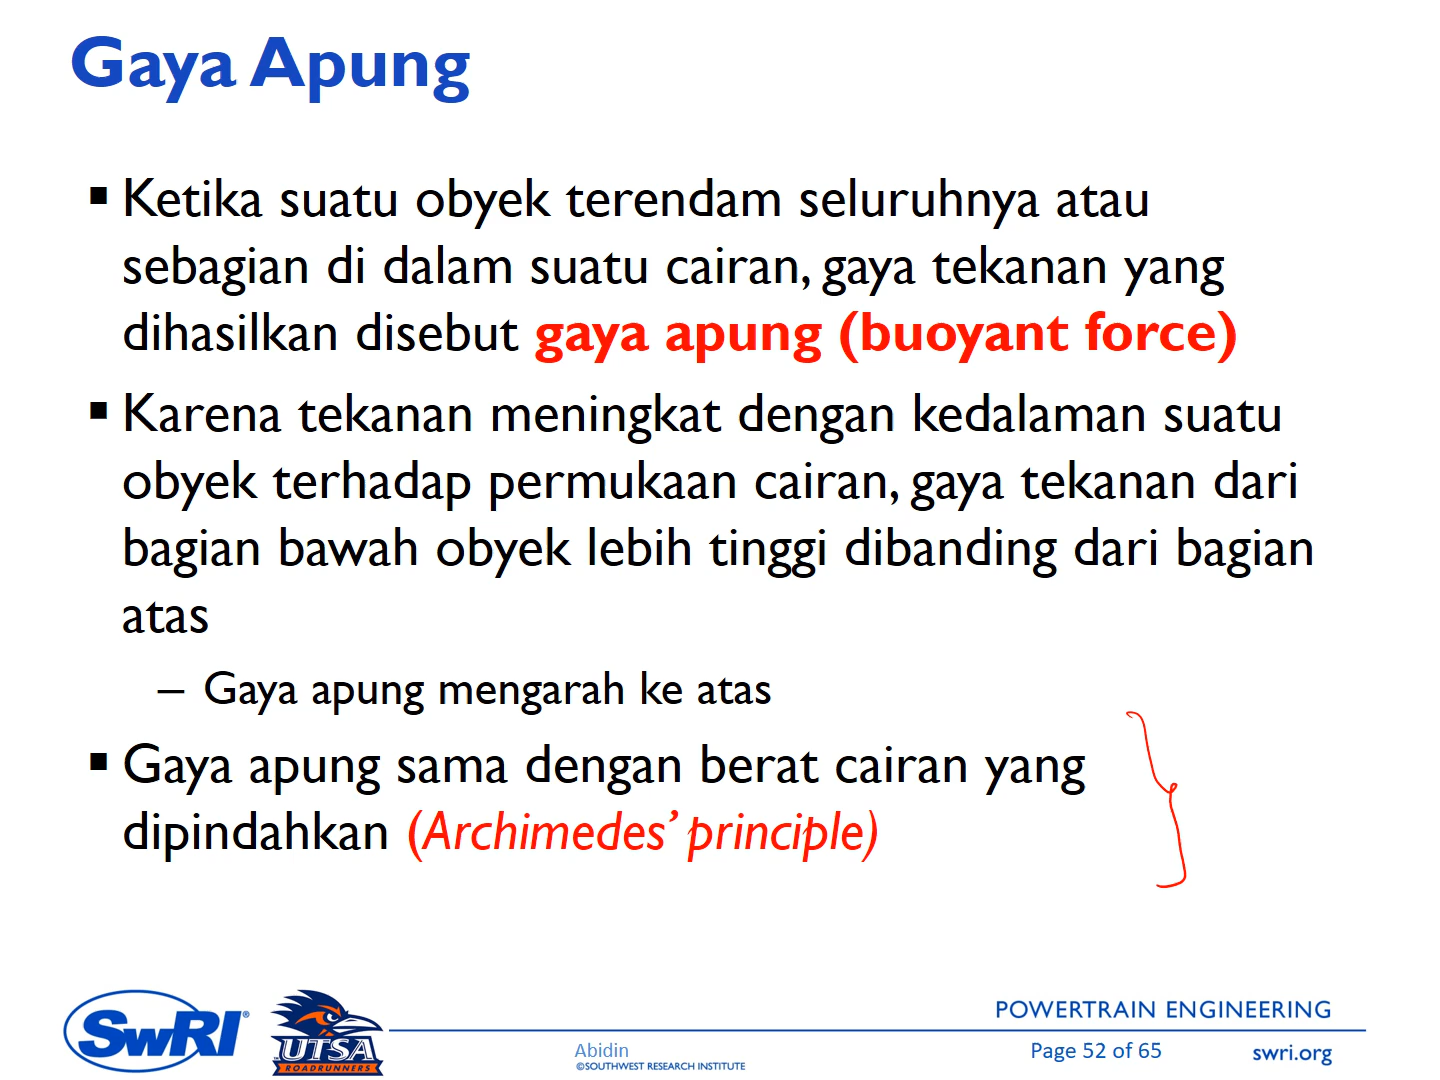 Gaya Apung
▪ Ketika suatu obyek terendam seluruhnya atau
sebagian di dalam suatu cairan, gaya tekanan yang
dihasilkan disebut gaya apung (buoyant force)
▪ Karena tekanan meningkat dengan kedalaman suatu
obyek terhadap permukaan cairan, gaya tekanan dari
bagian bawah obyek lebih tinggi dibanding dari bagian
atas
– Gaya apung mengarah ke atas
▪ Gaya apung sama dengan berat cairan yang
dipindahkan (Archimedes’ principle)
SwRI®
UTSA
ROADRUNNERS
Abidin
©SOUTHWEST RESEARCH INSTITUTE
POWERTRAIN ENGINEERING
Page 52 of 65
swri.org